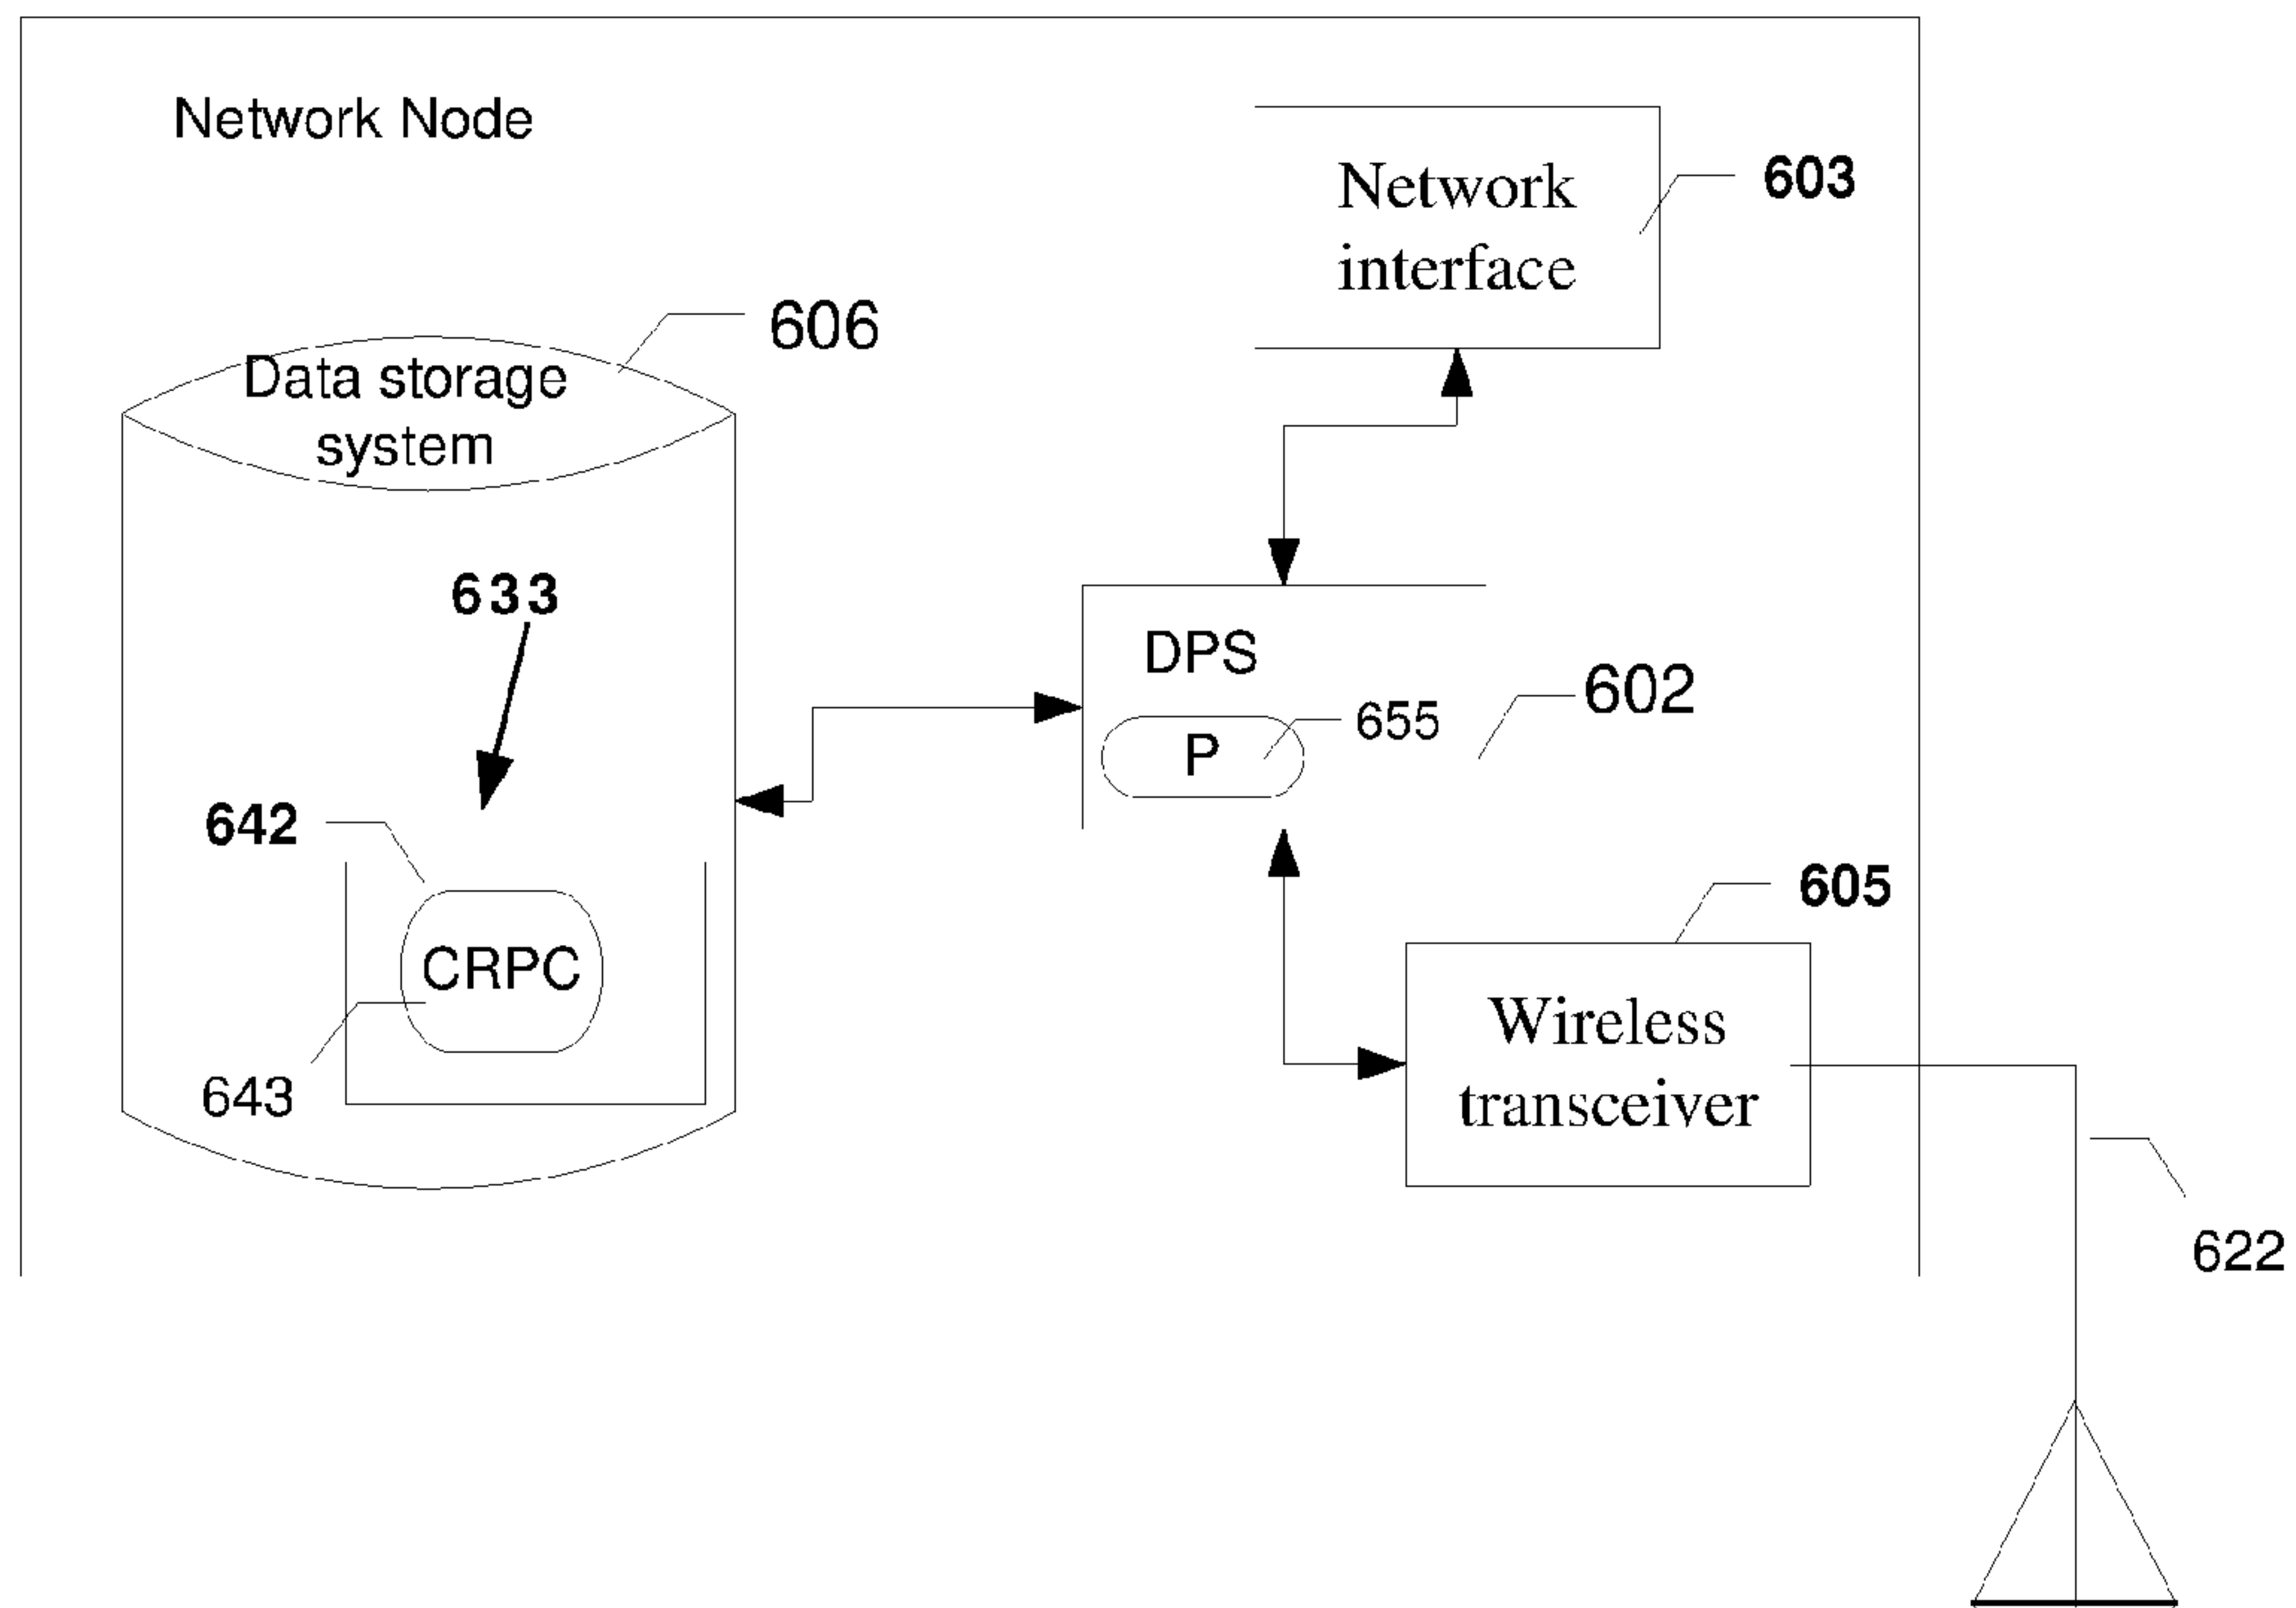 Network Node
Network
interface
603
606
Data storage
system
633
DPS
602
655
P
642
605
CRPC
Wireless
transceiver
643
622